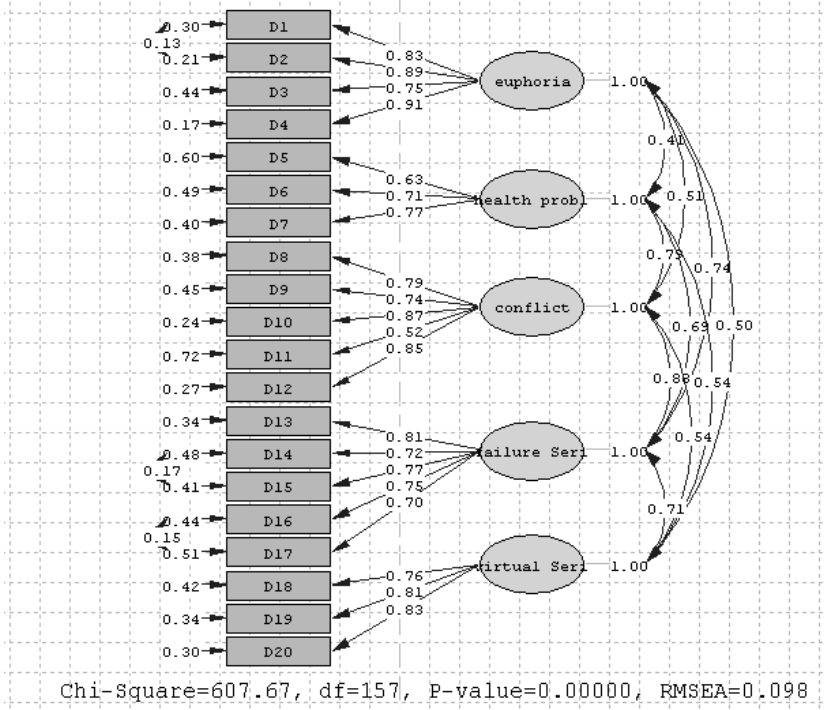 0.30 D1
0.13
0.83
0.21 D2
0.89
euphoria 1.00
0.44 D3
0.75
0.17 D4
0.91
0.41
0.60 D5
0.63
0.49 D6
0.71
health probl 1.00
0.51
0.40 D7
0.77
0.38 D8
0.79
0.79
0.74
0.45 D9
0.74
conflict 1.00
0.24 D10
0.87
0.69 0.50
0.72 D11
0.52
0.27 D12
0.85
0.88 0.54
0.34 D13
0.81
0.54
0.48 D14
0.72
failure Seri 1.00
0.17
0.41 D15
0.77
0.44 D16
0.75
0.71
0.15
0.51 D17
0.70
0.42 D18
0.76
virtual Seri 1.00
0.34 D19
0.81
0.30 D20
0.83
Chi-Square=607.67, df=157, P-value=0.00000, RMSEA=0.098